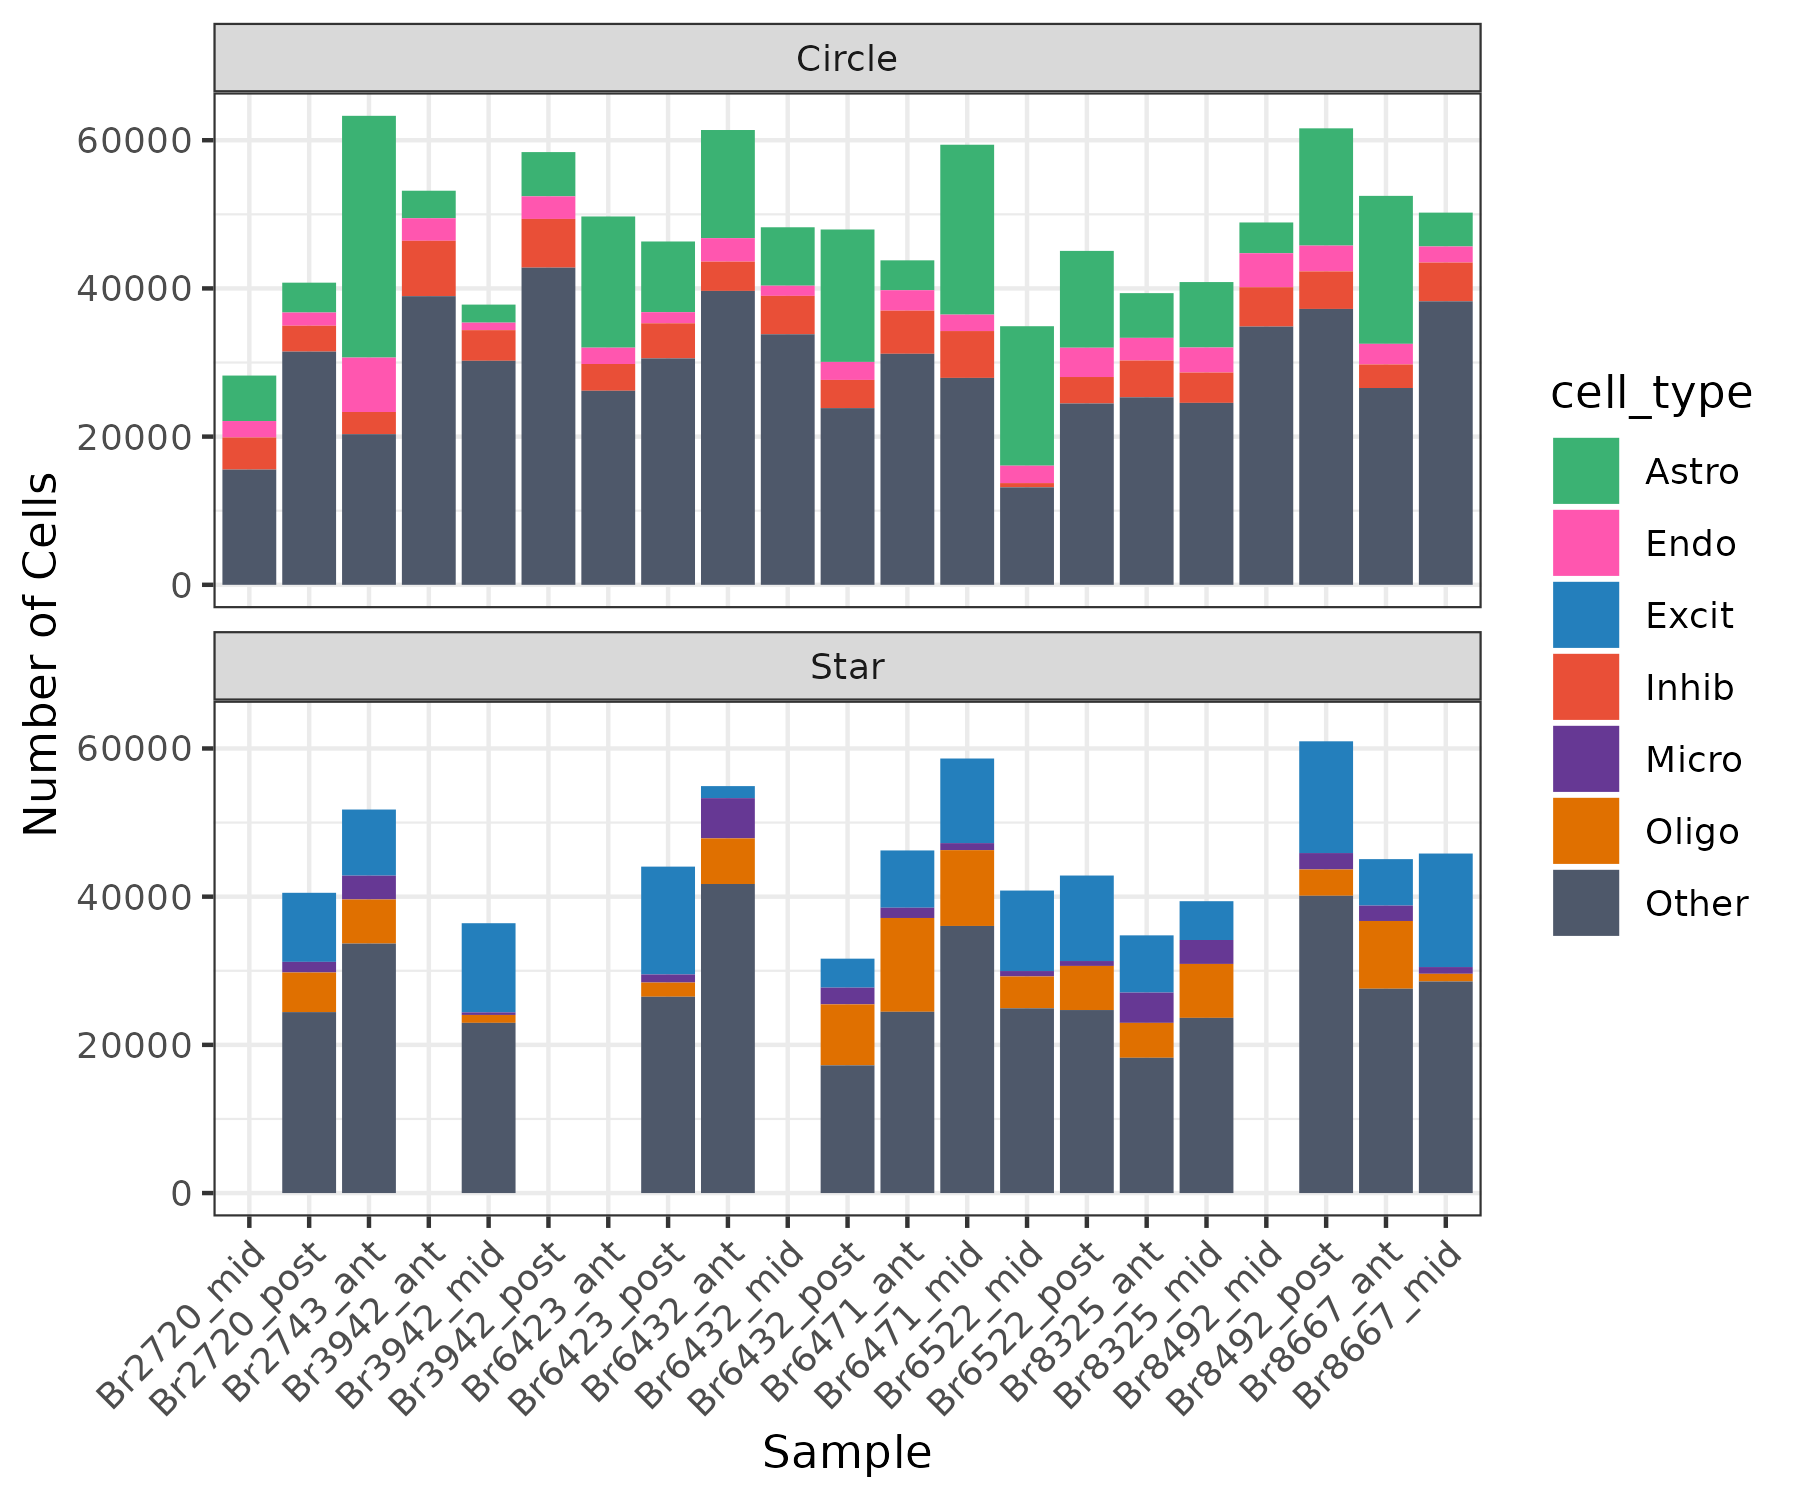 Circle
60000
40000
20000
0
Star
60000
40000
20000
0
Number of Cells
Br2720_mid
Br2720_post
Br2743_ant
Br3942_ant
Br3942_mid
Br3942_post
Br6423_ant
Br6423_post
Br6432_ant
Br6432_mid
Br6432_post
Br6471_ant
Br6471_mid
Br6522_mid
Br6522_post
Br8325_ant
Br8325_mid
Br8492_mid
Br8492_post
Br8667_ant
Br8667_mid
Sample
cell_type
Astro
Endo
Excit
Inhib
Micro
Oligo
Other